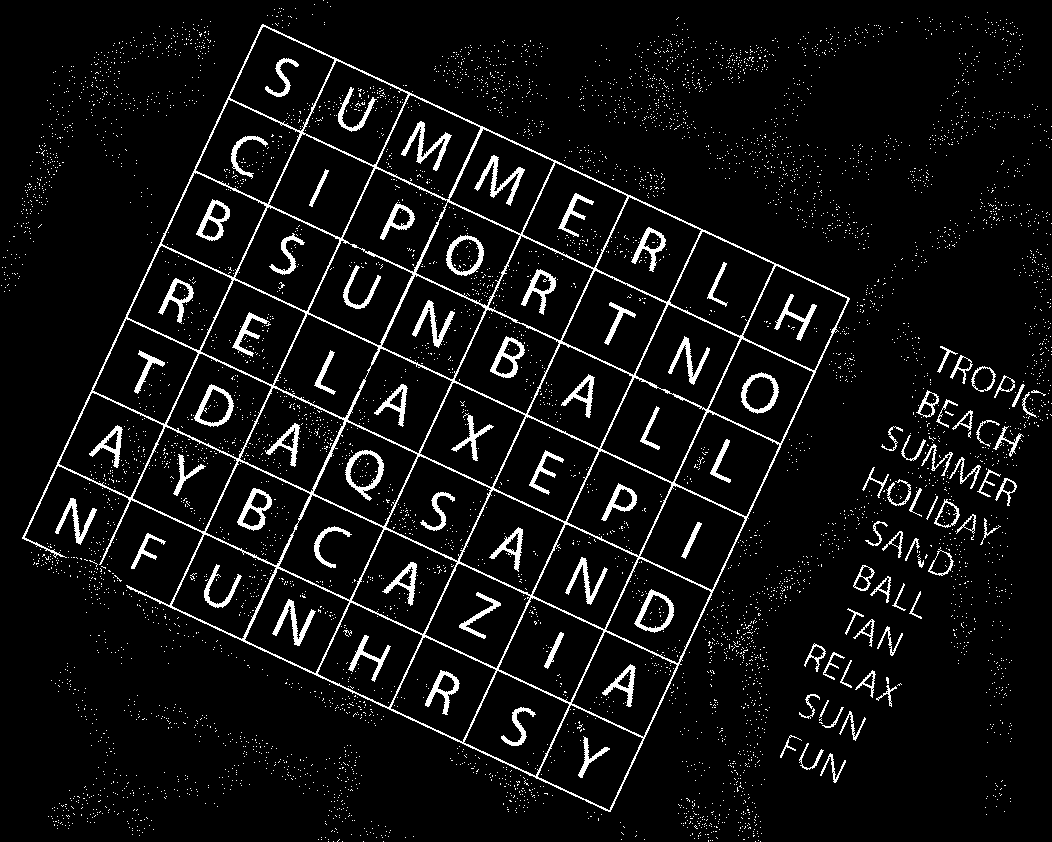 S U M M E R L H
C I P O R T N O
B S U N B A L L
R E L A X E P I
T D A Q S A N D
A Y B C A Z I A
N F U N H R S Y
TROPIC
BEACH
SUMMER
HOLIDAY
SAND
BALL
TAN
RELAX
SUN
FUN